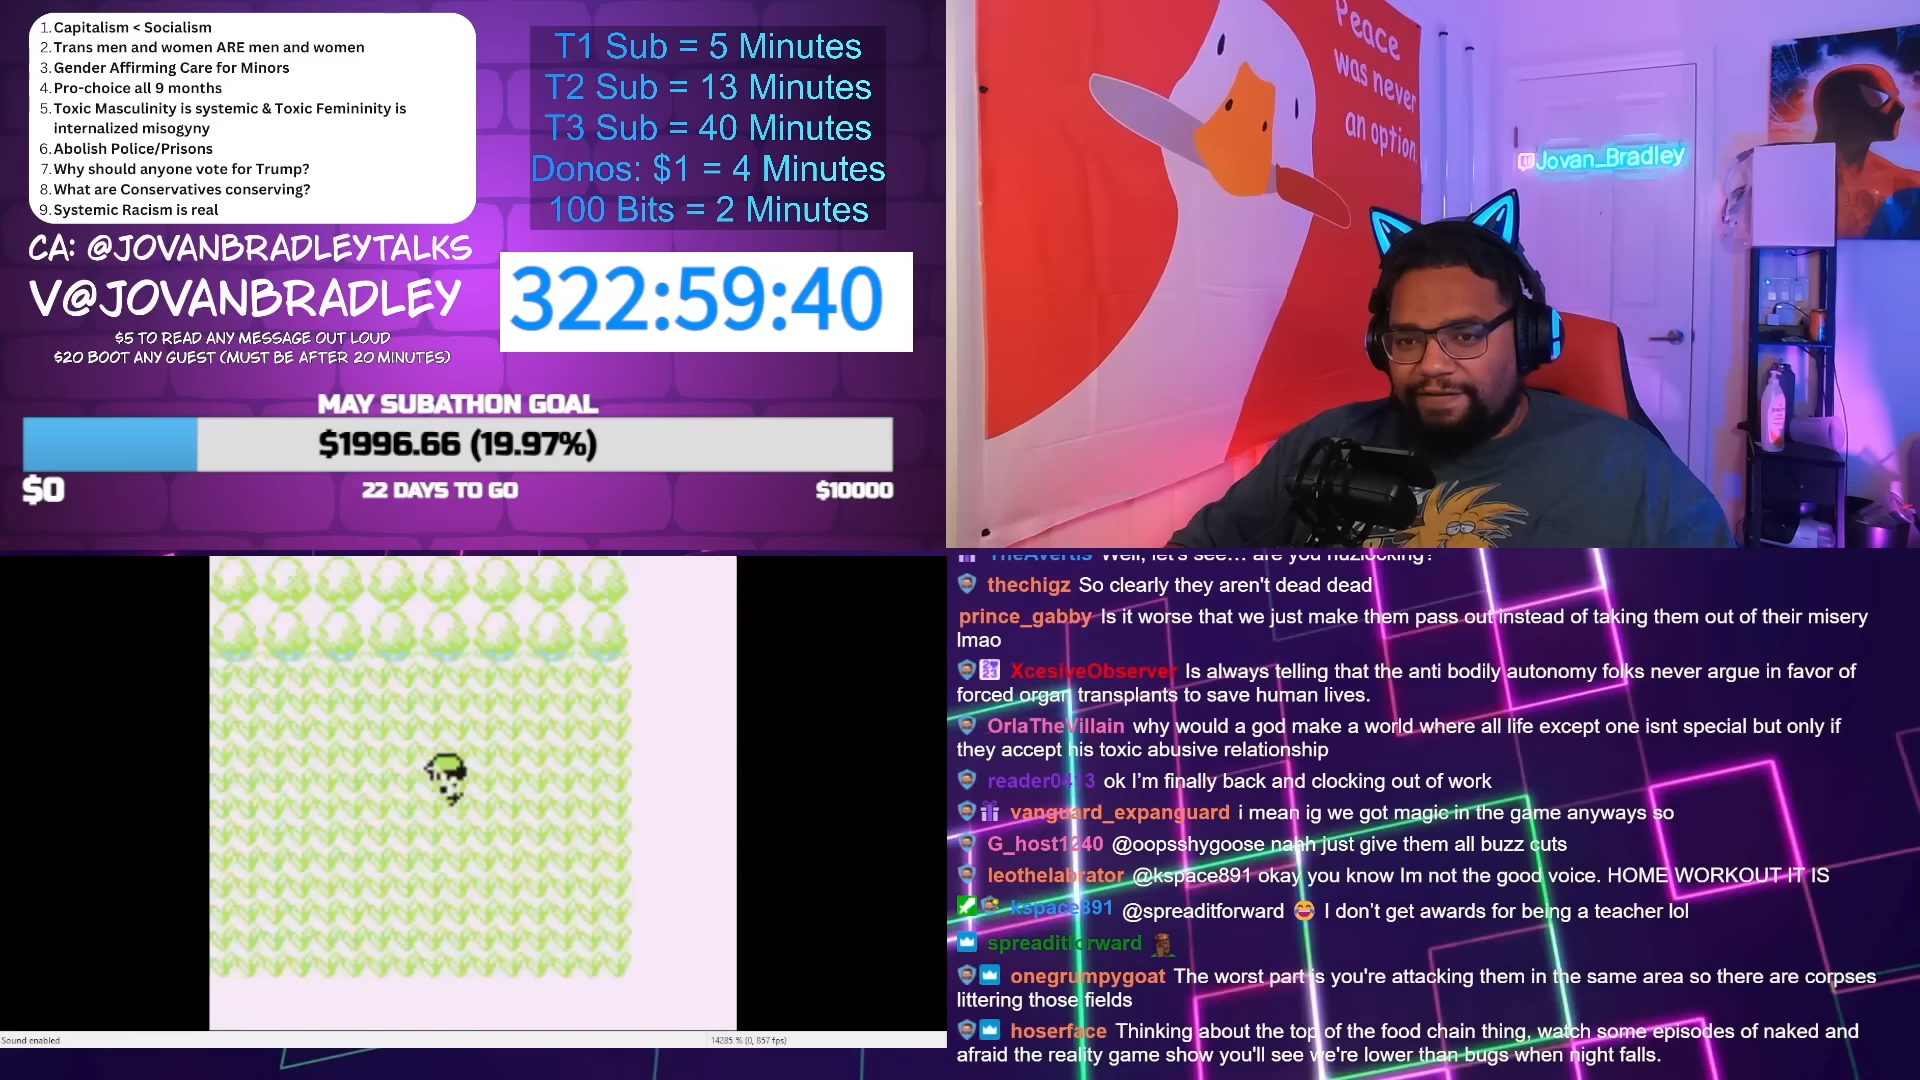 1. Capitalism < Socialism
2. Trans men and women ARE men and women
3. Gender Affirming Care for Minors
4. Pro-choice all 9 months
5. Toxic Masculinity is systemic & Toxic Femininity is
internalized misogyny
6. Abolish Police/Prisons
7. Why should anyone vote for Trump?
8. What are Conservatives conserving?
9. Systemic Racism is real
CA: @JOVANBRADLEYTALKS
V@JOVANBRADLEY
$5 TO READ ANY MESSAGE OUT LOUD
$20 BOOT ANY GUEST (MUST BE AFTER 20 MINUTES)
T1 Sub = 5 Minutes
T2 Sub = 13 Minutes
T3 Sub = 40 Minutes
Donos: $1 = 4 Minutes
100 Bits = 2 Minutes
322:59:40
MAY SUBATHON GOAL
$1996.66 (19.97%)
$0
22 DAYS TO GO
$10000
Peace
was never
an option.
Jovan_Bradley
TheAvertis Well, let's see... are you nuzlocking?
thechigz So clearly they aren't dead dead
prince_gabby Is it worse that we just make them pass out instead of taking them out of their misery
lmao
XcesiveObserver Is always telling that the anti bodily autonomy folks never argue in favor of
forced organ transplants to save human lives.
OrlaTheVillain why would a god make a world where all life except one isnt special but only if
they accept his toxic abusive relationship
reader0413 ok I'm finally back and clocking out of work
vanguard_expanguard i mean ig we got magic in the game anyways so
G_host1240 @oopsshygoose nahh just give them all buzz cuts
leothelabrator @kspace891 okay you know Im not the good voice. HOME WORKOUT IT IS
kspace891 @spreaditforward 😂 I don't get awards for being a teacher lol
spreaditforward
onegrumpygoat The worst part is you're attacking them in the same area so there are corpses
littering those fields
hoserface Thinking about the top of the food chain thing, watch some episodes of naked and
afraid the reality game show you'll see we're lower than bugs when night falls.
Sound enabled
14285 % (0, 857 fps)